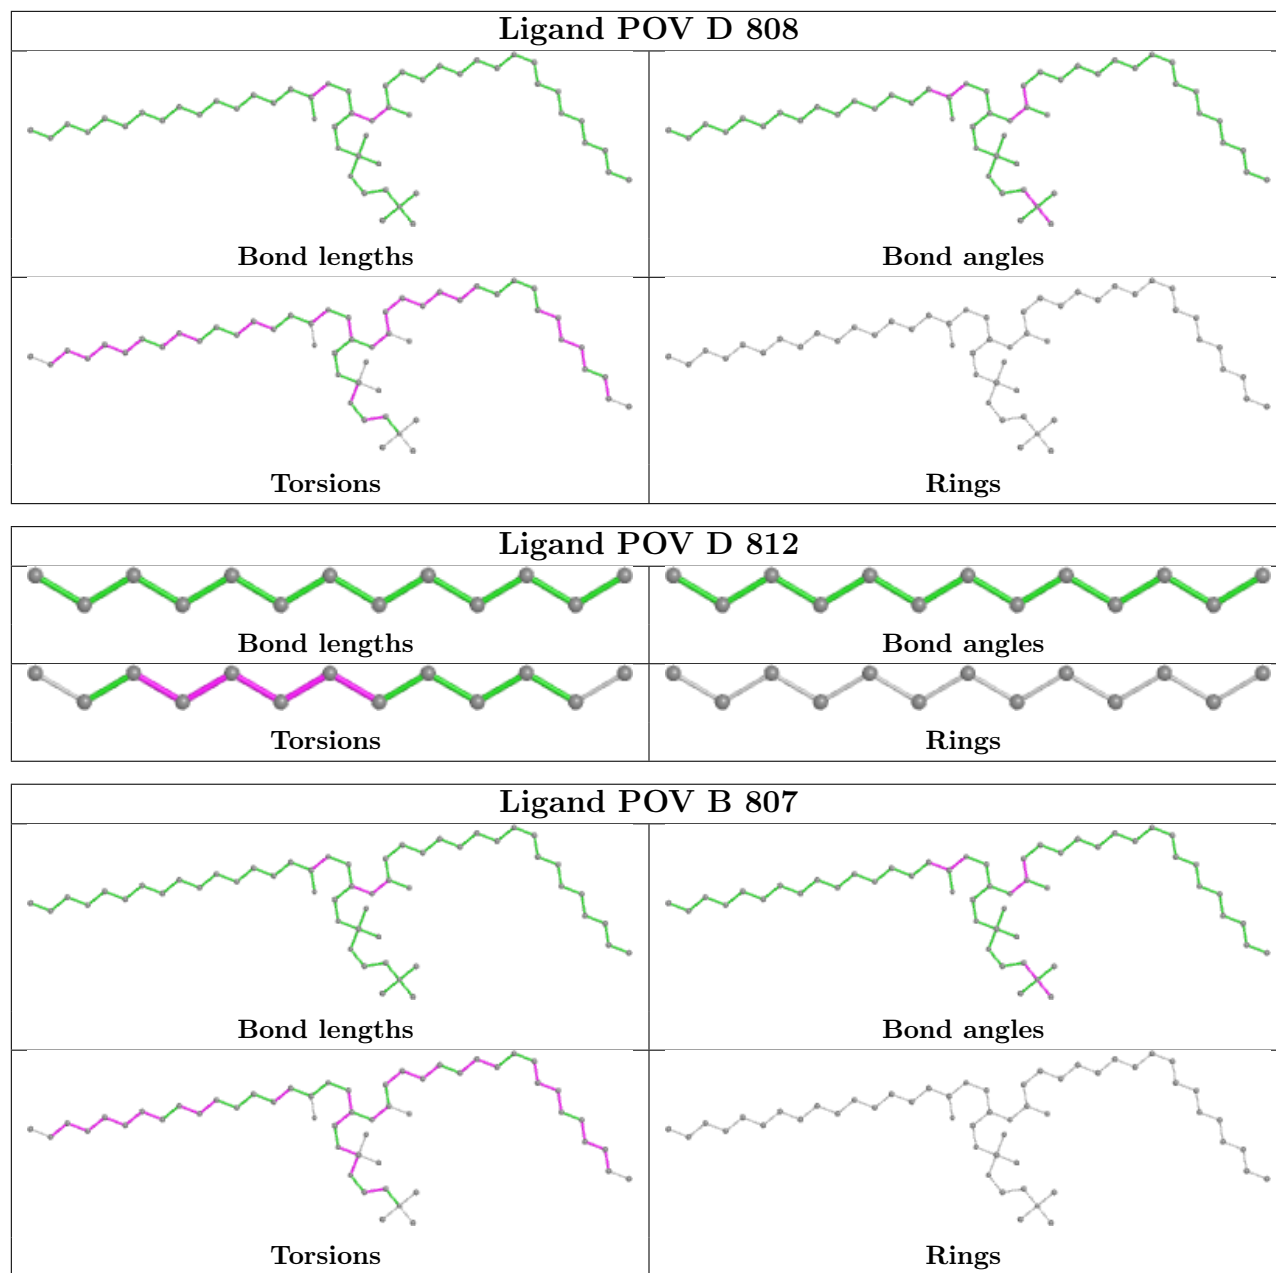 Ligand POV D 808
Bond lengths
Bond angles
Torsions
Rings
Ligand POV D 812
Bond lengths
Bond angles
Torsions
Rings
Ligand POV B 807
Bond lengths
Bond angles
Torsions
Rings